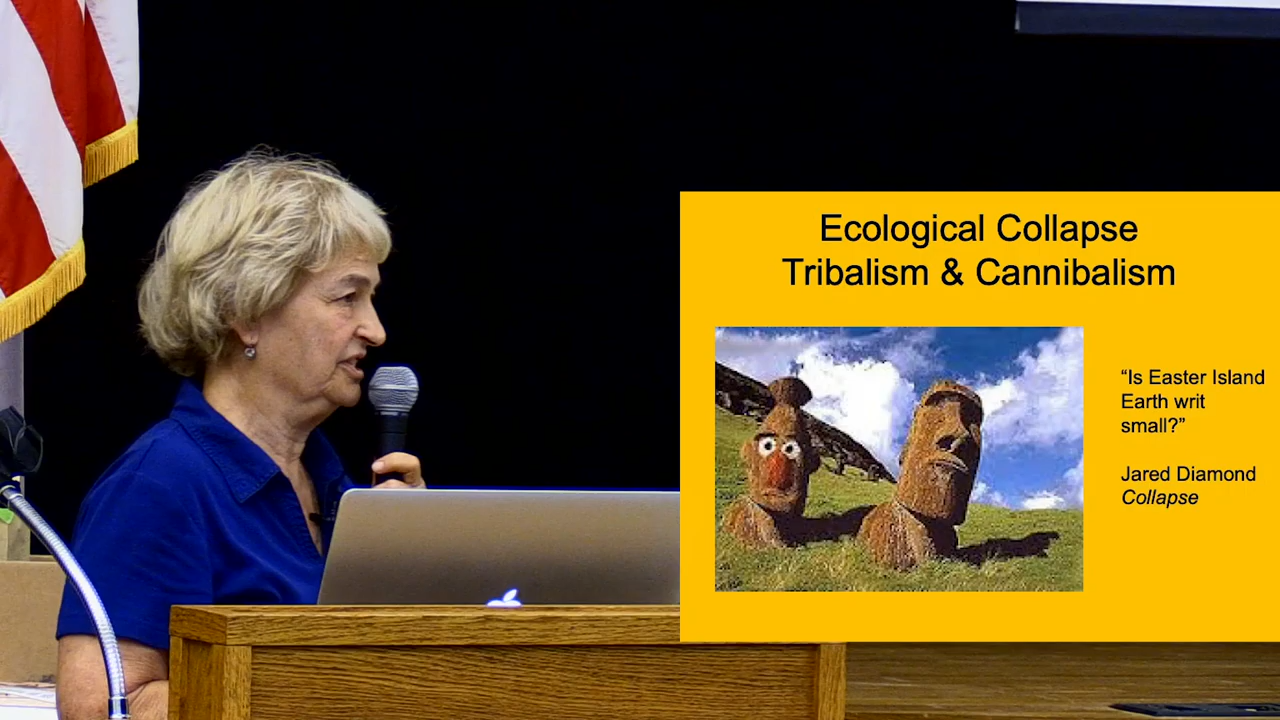 Ecological Collapse
Tribalism & Cannibalism
“Is Easter Island
Earth writ
small?”
Jared Diamond
Collapse